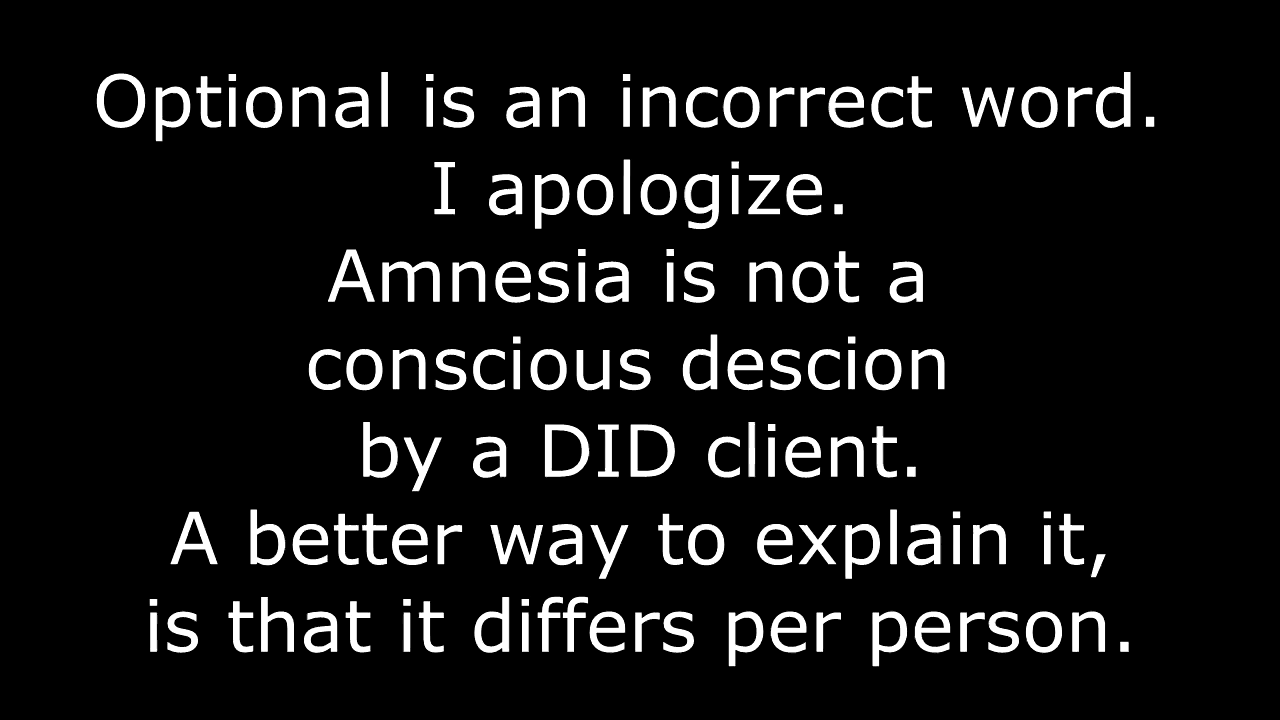 Optional is an incorrect word.
I apologize.
Amnesia is not a
conscious descion
by a DID client.
A better way to explain it,
is that it differs per person.